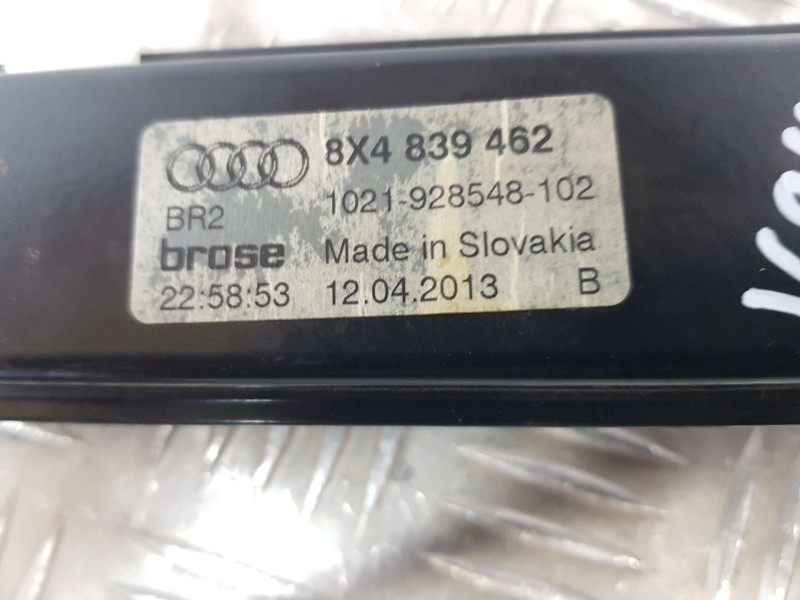 8X4 839 462
1021-928548-102
BR2
brose Made in Slovakia
22:58:53 12.04.2013 B